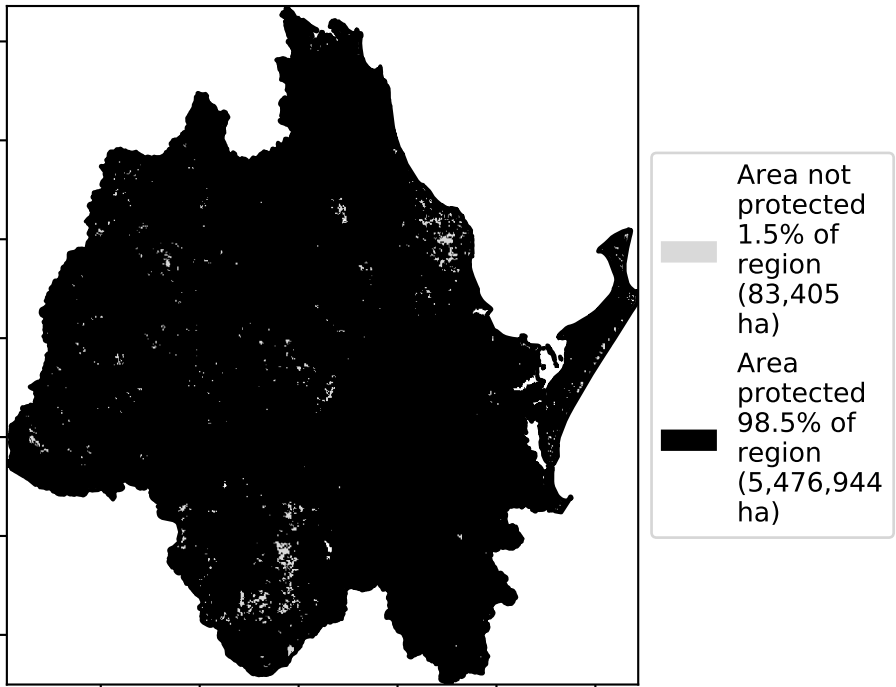 Area not
protected
1.5% of
region
(83,405
ha)
Area
protected
98.5% of
region
(5,476,944
ha)